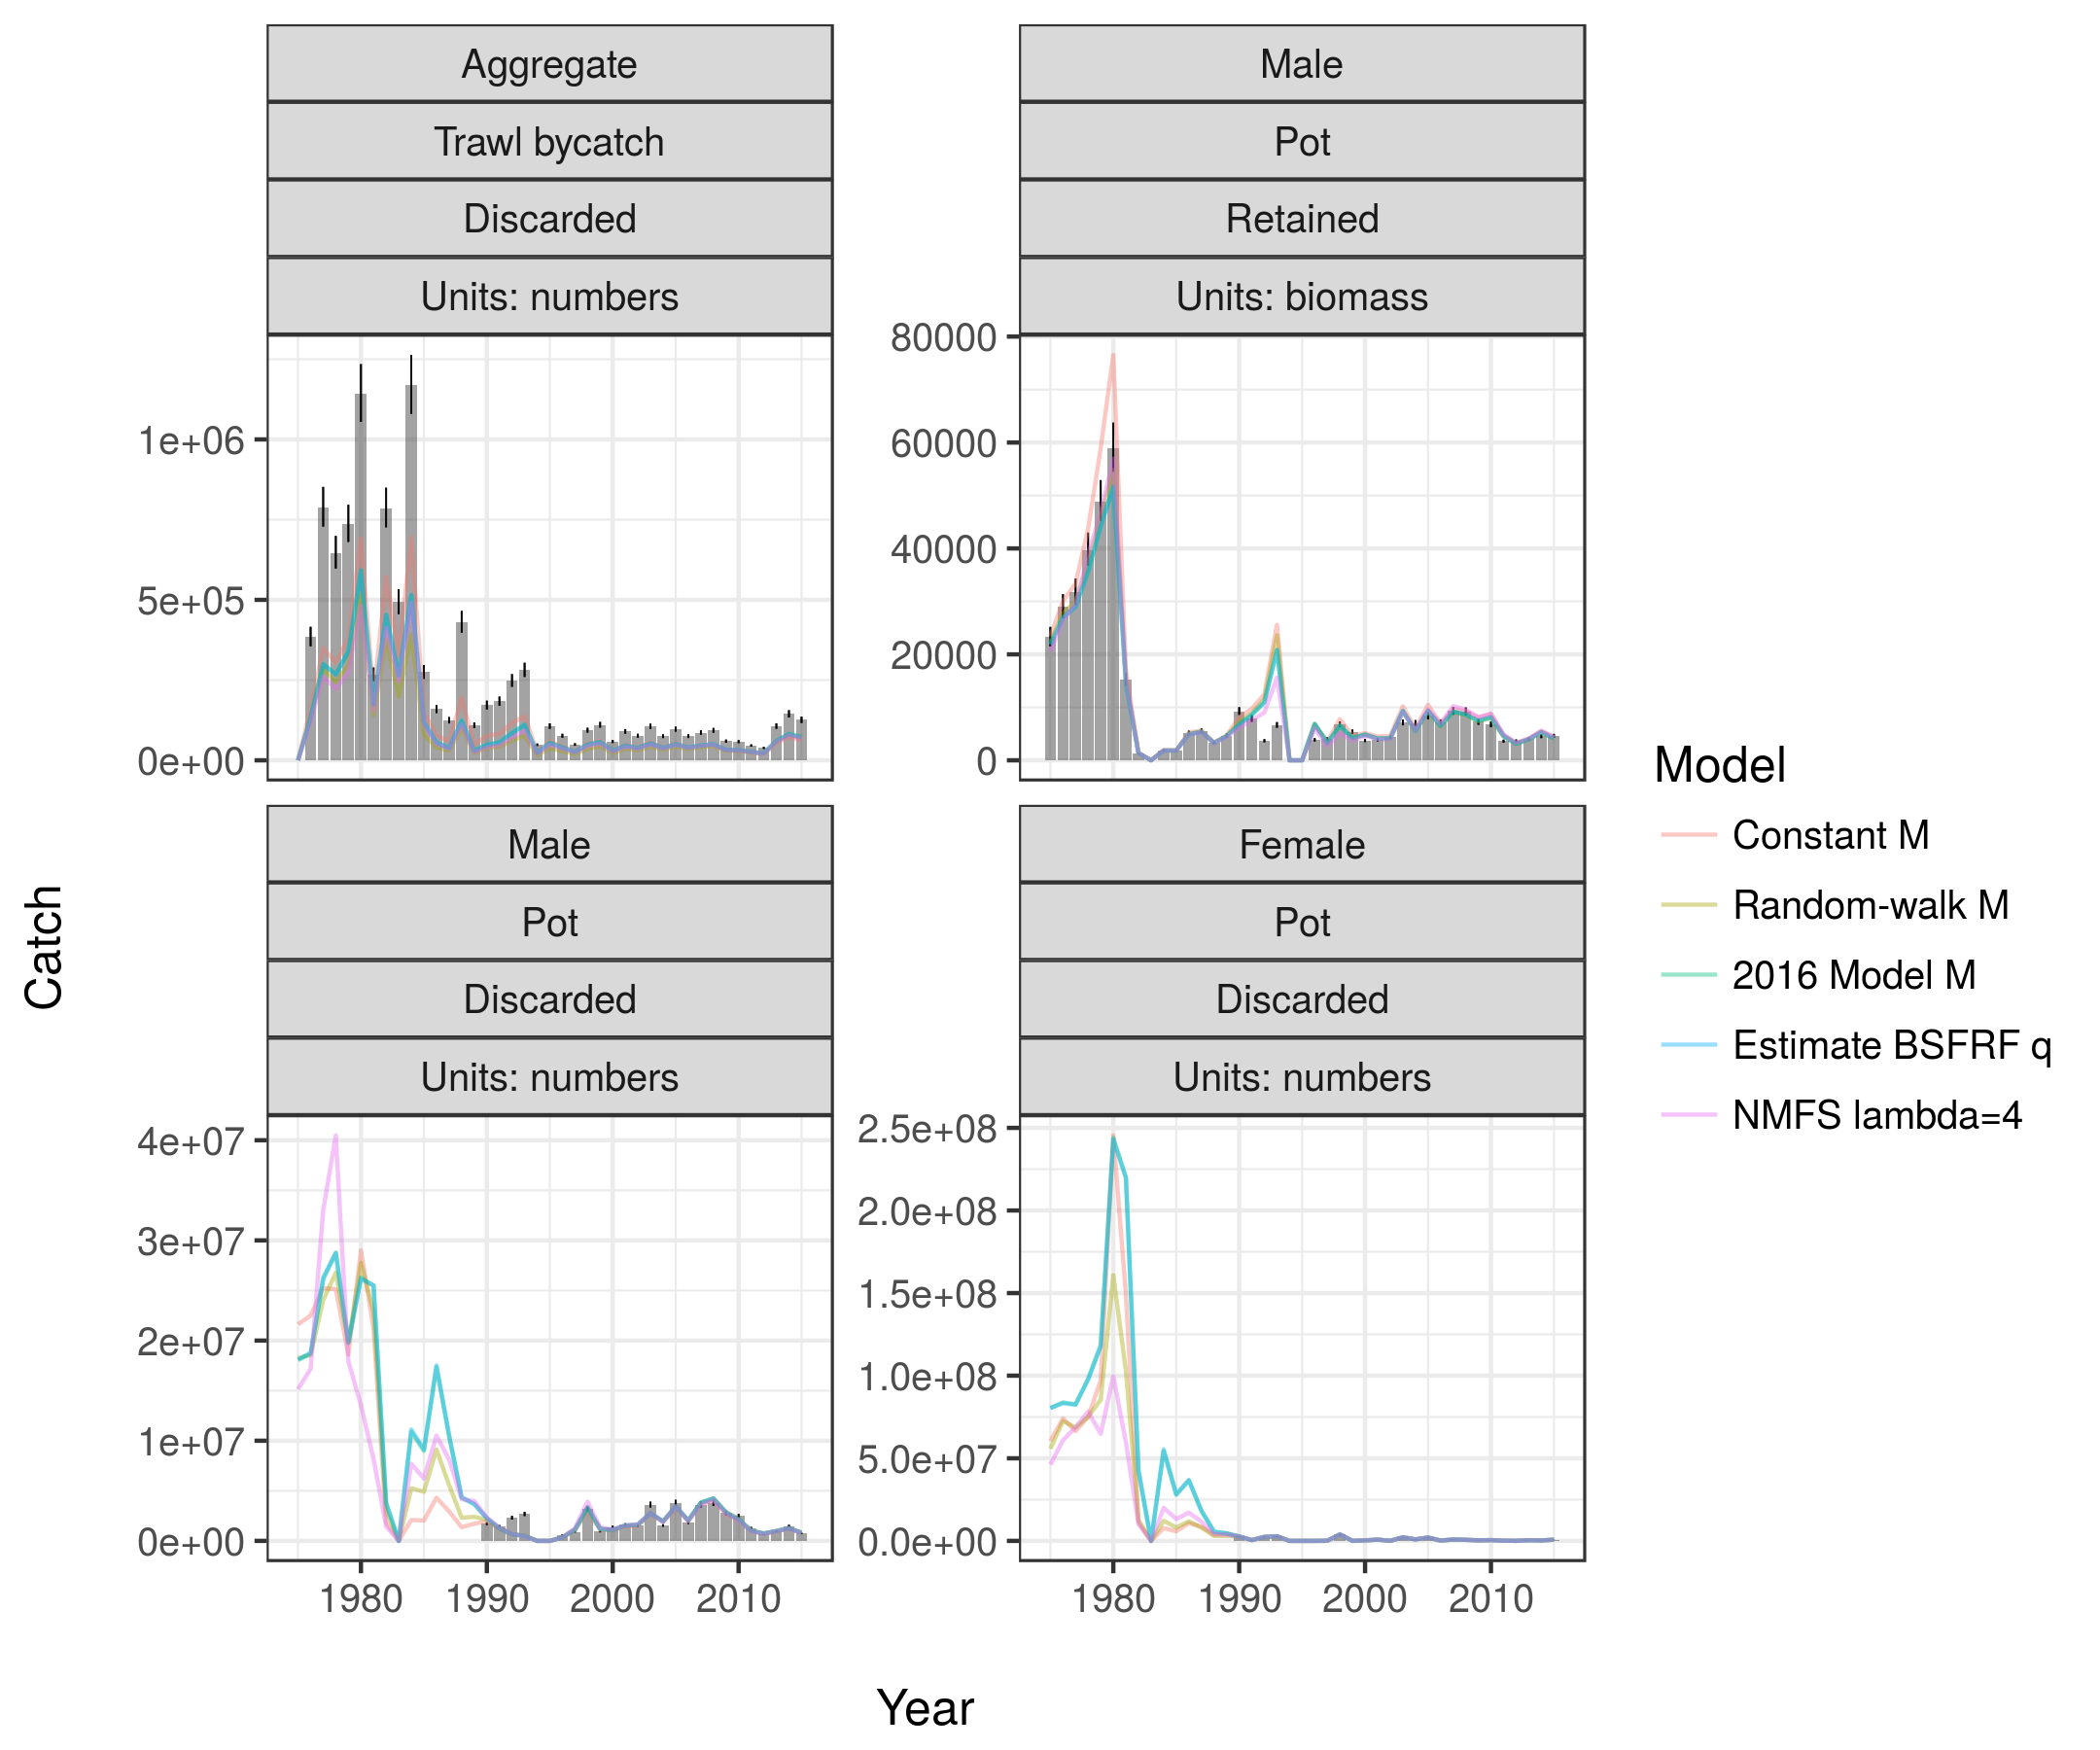 Aggregate
Trawl bycatch
Discarded
Units: numbers
1e+06
5e+05
0e+00
Male
Pot
Retained
Units: biomass
80000
60000
40000
20000
0
Male
Pot
Discarded
Units: numbers
4e+07
3e+07
2e+07
1e+07
0e+00
1980 1990 2000 2010
Female
Pot
Discarded
Units: numbers
2.5e+08
2.0e+08
1.5e+08
1.0e+08
5.0e+07
0.0e+00
1980 1990 2000 2010
Catch
Year
Model
Constant M
Random-walk M
2016 Model M
Estimate BSFRF q
NMFS lambda=4